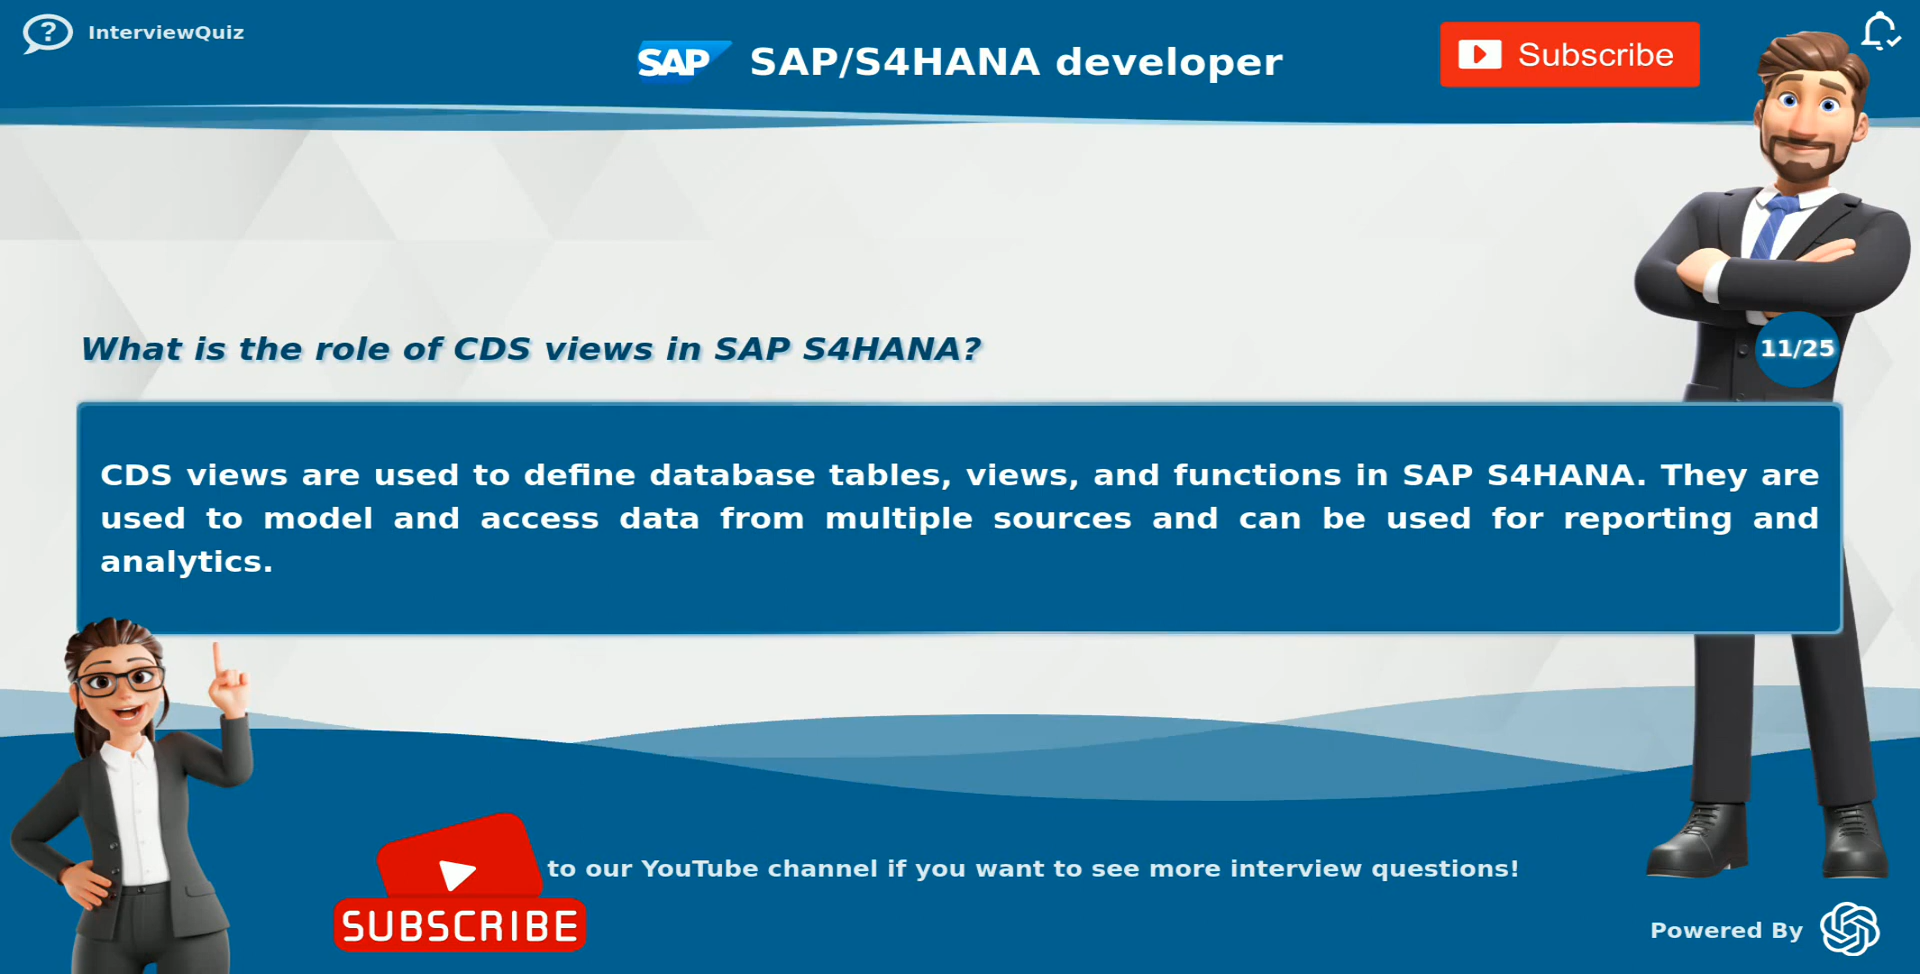 InterviewQuiz
SAP SAP/S4HANA developer
Subscribe
What is the role of CDS views in SAP S4HANA?
11/25
CDS views are used to define database tables, views, and functions in SAP S4HANA. They are
used to model and access data from multiple sources and can be used for reporting and
analytics.
to our YouTube channel if you want to see more interview questions!
SUBSCRIBE
Powered By